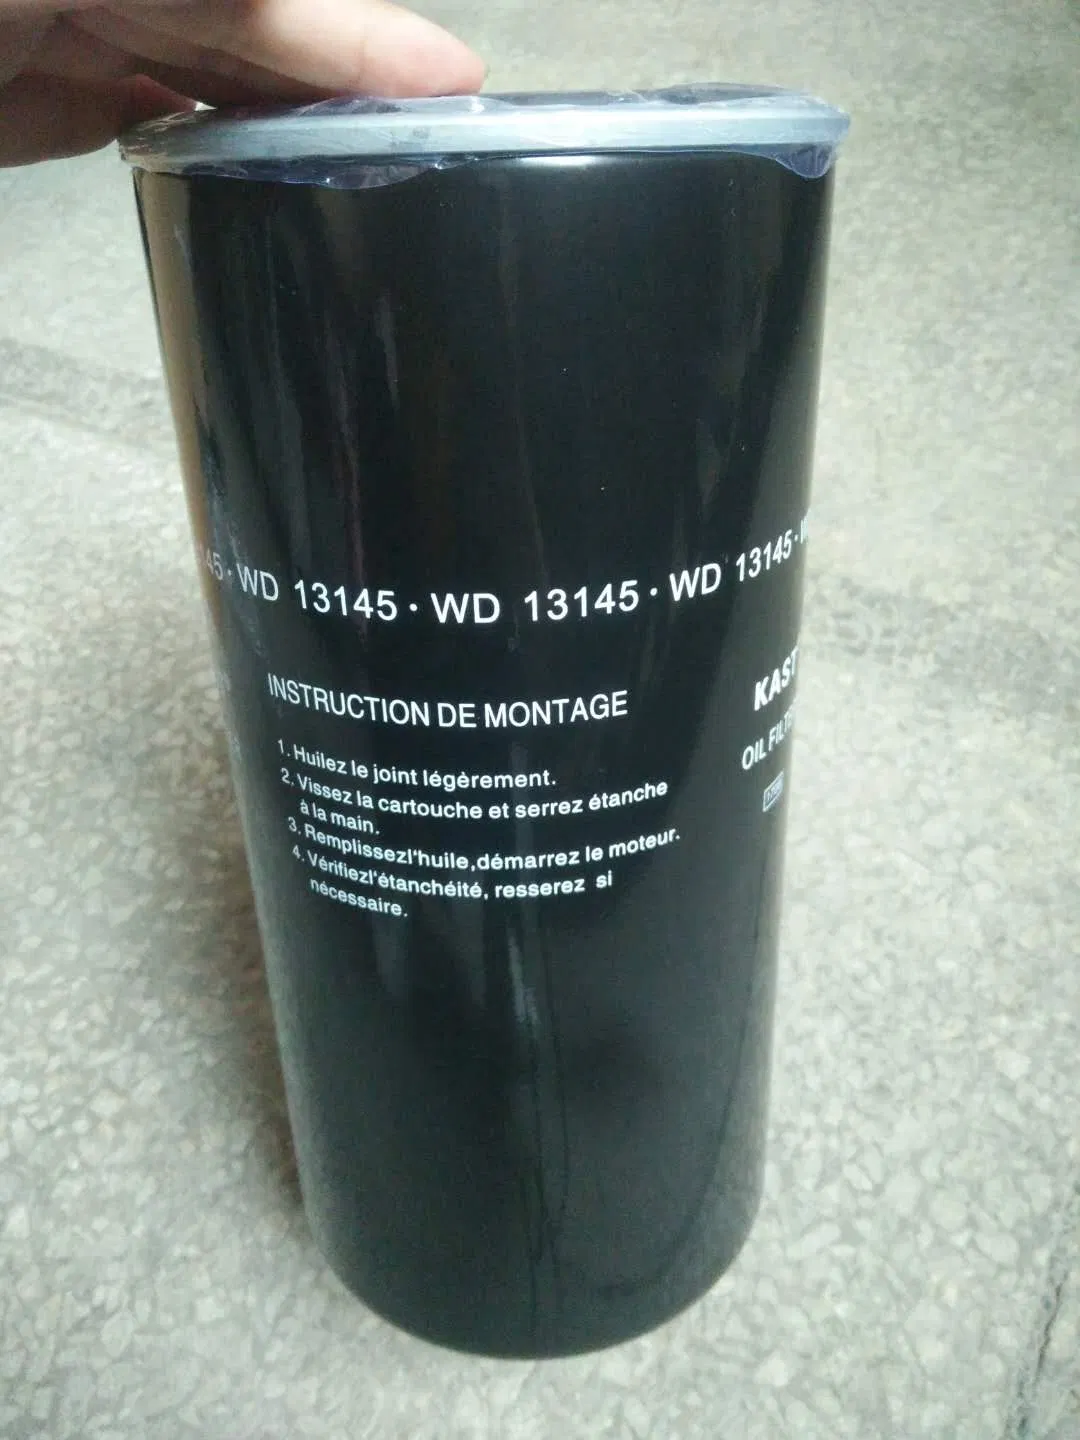 45 · WD 13145 · WD 13145 · WD 13145 ·
INSTRUCTION DE MONTAGE
1. Huilez le joint légèrement.
2. Vissez la cartouche et serrez étanche
à la main.
3. Remplissezl'huile,démarrez le moteur.
4. Vérifiezl'étanchéité, resserez si
nécessaire.
KAST
OIL FILTE